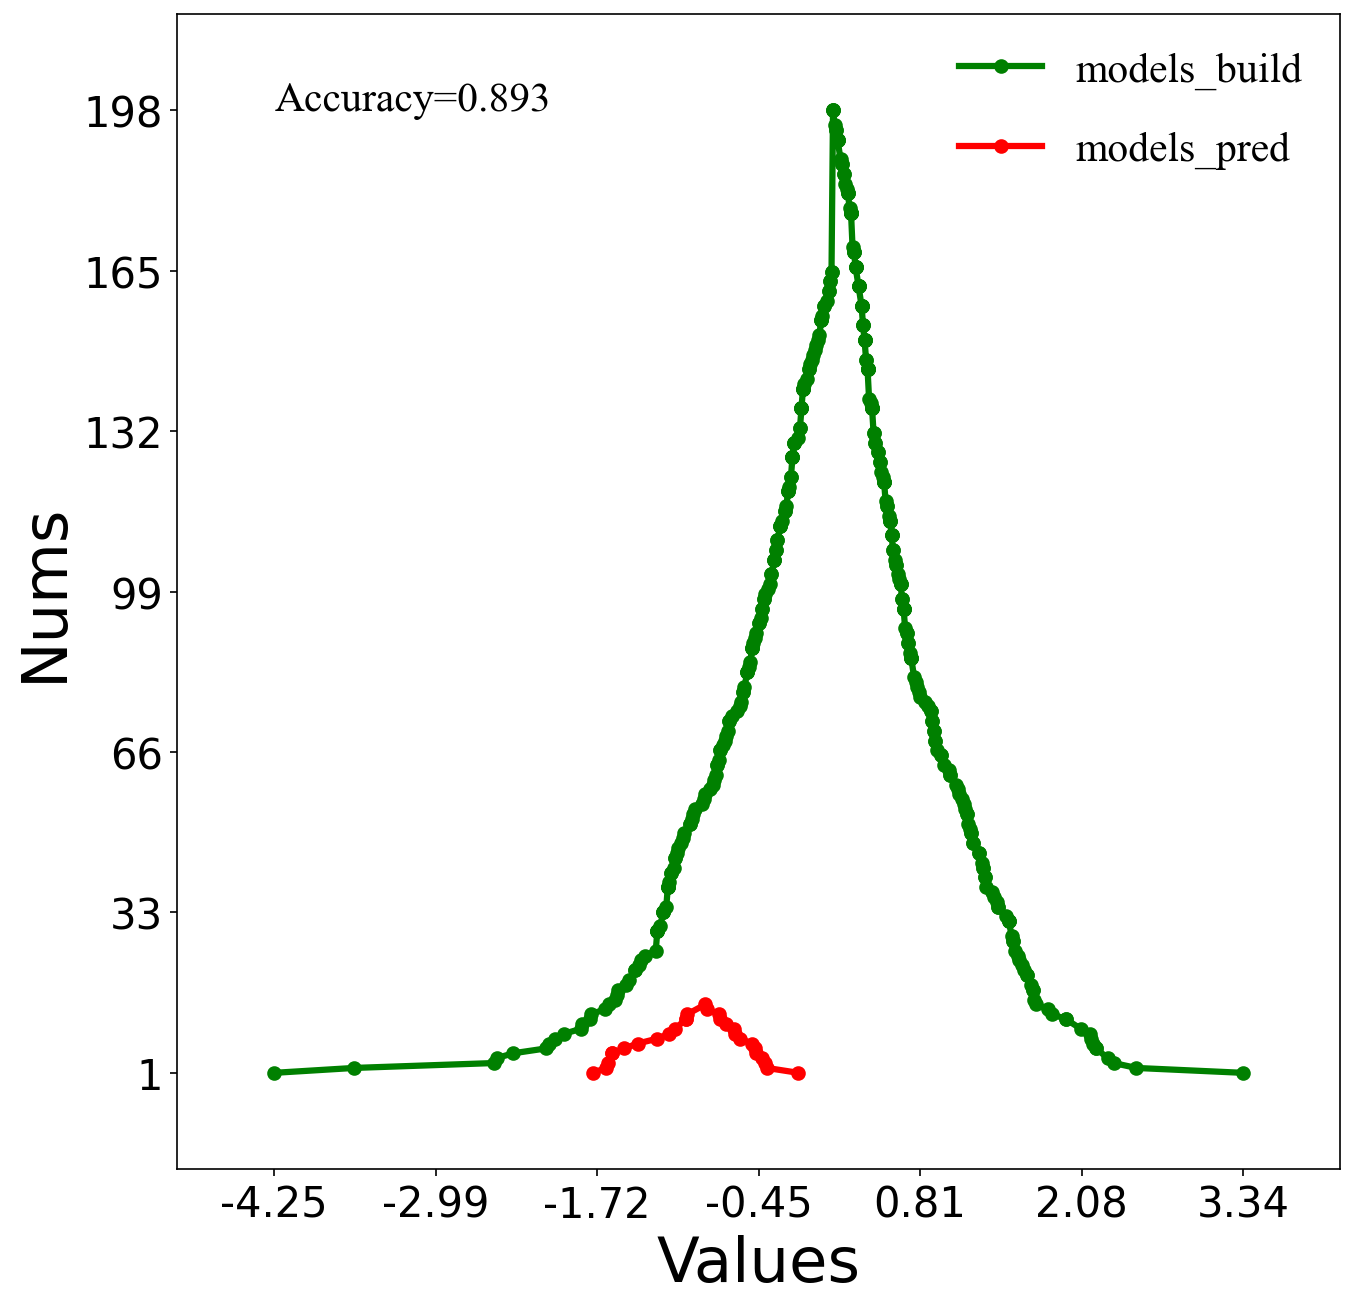 Accuracy=0.893
models_build
models_pred
198
165
132
99
66
33
1
Nums
-4.25 -2.99 -1.72 -0.45 0.81 2.08 3.34
Values